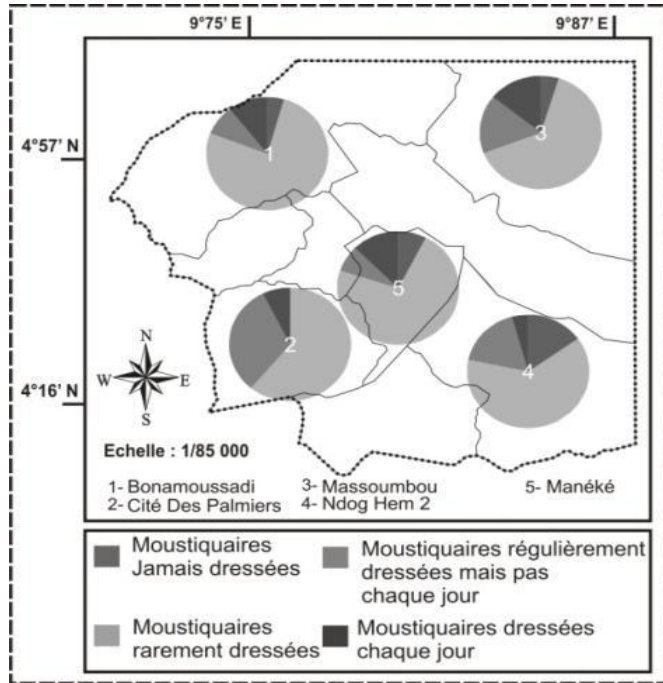 9°75’ E
9°87’ E
4°57’ N
1
3
5
2
4
N
W
E
S
4°16’ N
Echelle : 1/85 000
1- Bonamoussadi
3- Massoumbou
5- Manéké
2- Cité Des Palmiers
4- Ndog Hem 2
Moustiquaires
Jamais dressées
Moustiquaires régulièrement
dressées mais pas
chaque jour
Moustiquaires
rarement dressées
Moustiquaires dressées
chaque jour